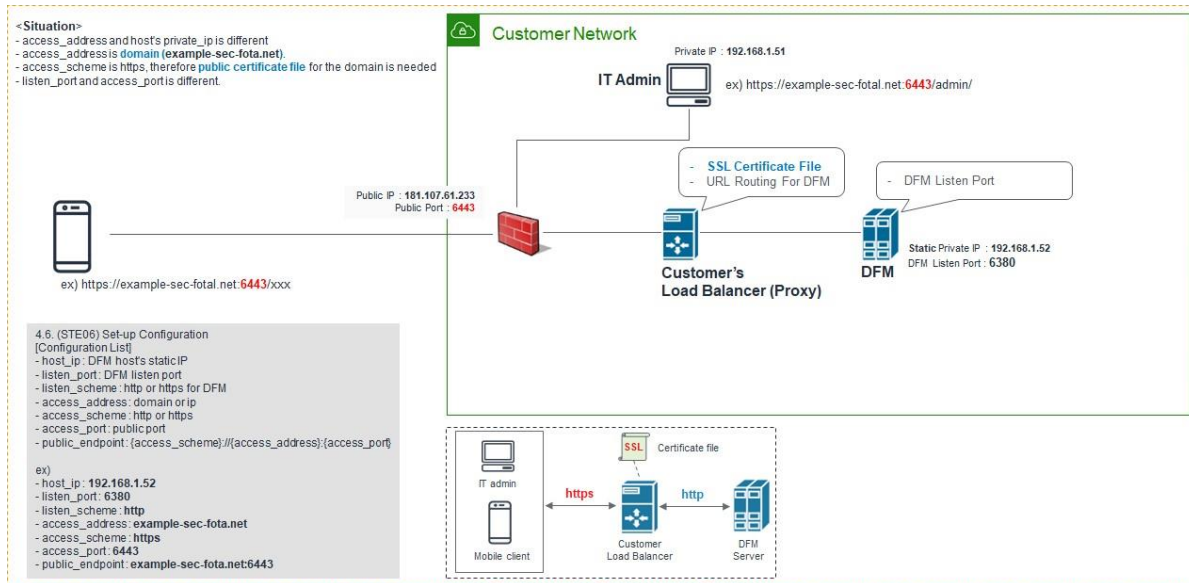 <Situation>
- access_address and host's private_ip is different
- access_address is domain (example-sec-fota.net).
- access_scheme is https, therefore public certificate file for the domain is needed
- listen_port and access_port is different.
Customer Network
Private IP : 192.168.1.51
IT Admin
ex) https://example-sec-fotal.net:6443/admin/
- SSL Certificate File
- URL Routing For DFM
- DFM Listen Port
Public IP : 181.107.61.233
Public Port : 6443
Static Private IP : 192.168.1.52
DFM Listen Port : 6380
Customer's
Load Balancer (Proxy)
DFM
ex) https://example-sec-fotal.net:6443/xxx
4.6. (STE06) Set-up Configuration
[Configuration List]
- host_ip : DFM host's static IP
- listen_port: DFM listen port
- listen_scheme : http or https for DFM
- access_address: domain or ip
- access_scheme: http or https
- access_port: public port
- public_endpoint: {access_scheme}://{access_address}:{access_port}
ex)
- host_ip: 192.168.1.52
- listen_port: 6380
- listen_scheme: http
- access_address: example-sec-fota.net
- access_scheme: https
- access_port: 6443
- public_endpoint: example-sec-fota.net:6443
SSL
Certificate file
IT admin
https
http
Mobile client
Customer
Load Balancer
DFM
Server